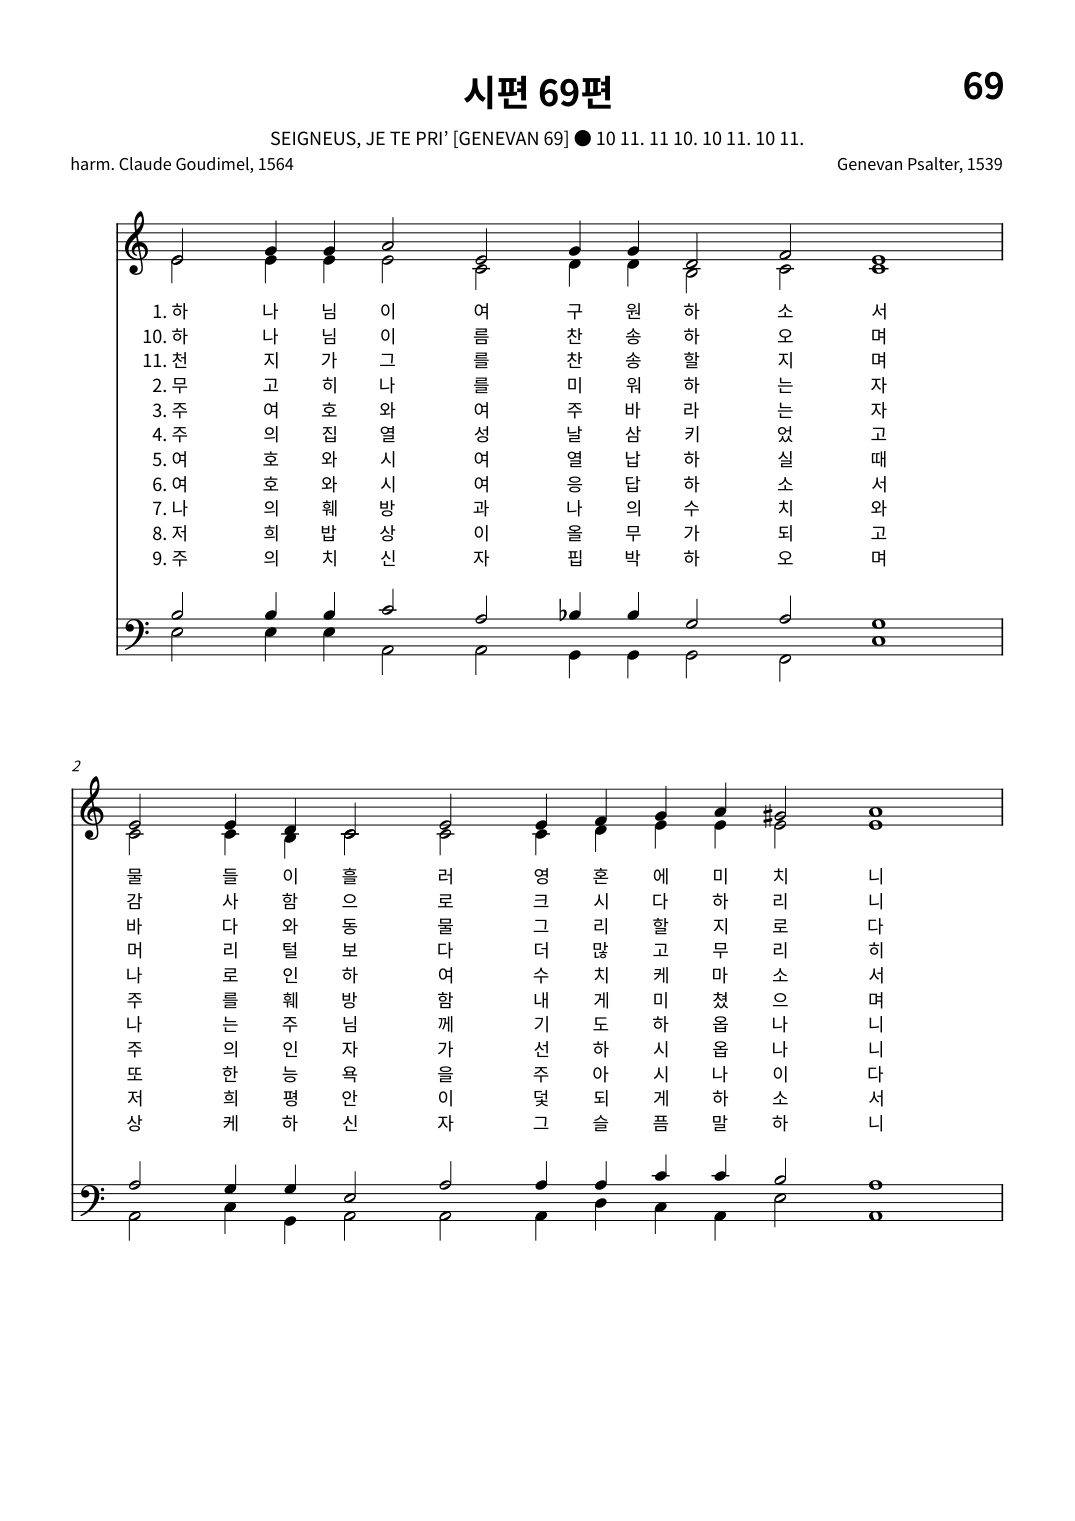 시편 69편
69
SEIGNEUS, JE TE PRI’ [GENEVAN 69] ● 10 11. 11 10. 10 11. 10 11.
harm. Claude Goudimel, 1564
Genevan Psalter, 1539
1. 하 나 님 이 여 구 원 하 소 서
10. 하 나 님 이 름 찬 송 하 오 며
11. 천 지 가 그 를 찬 송 할 지 며
2. 무 고 히 나 를 미 워 하 는 자
3. 주 여 호 와 여 주 바 라 는 자
4. 주 의 집 열 성 날 삼 키 었 고
5. 여 호 와 시 여 열 납 하 실 때
6. 여 호 와 시 여 응 답 하 소 서
7. 나 의 훼 방 과 나 의 수 치 와
8. 저 희 밥 상 이 올 무 가 되 고
9. 주 의 치 신 자 핍 박 하 오 며
2
물 들 이 흘 러 영 혼 에 미 치 니
감 사 함 으 로 크 시 다 하 리 니
바 다 와 동 물 그 리 할 지 로 다
머 리 털 보 다 더 많 고 무 리 히
나 로 인 하 여 수 치 케 마 소 서
주 를 훼 방 함 내 게 미 쳤 으 며
나 는 주 님 께 기 도 하 옵 나 니
주 의 인 자 가 선 하 시 옵 나 니
또 한 능 욕 을 주 아 시 나 이 다
저 희 평 안 이 덫 되 게 하 소 서
상 케 하 신 자 그 슬 픔 말 하 니